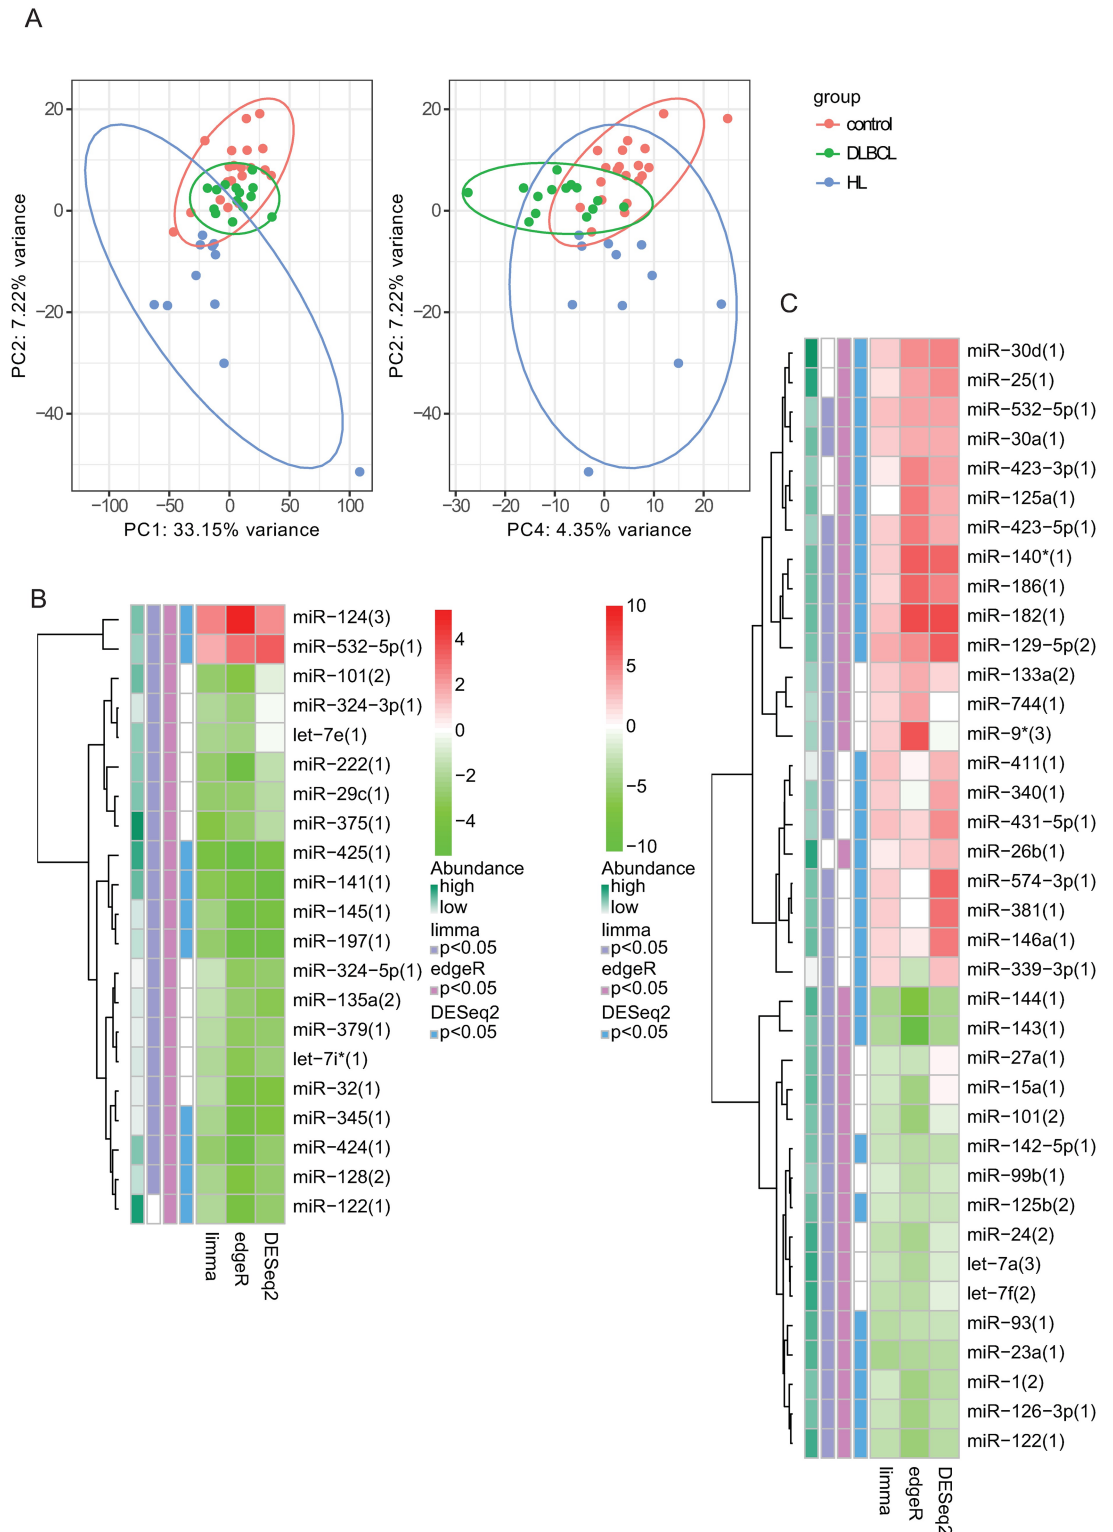 A
20
0
−20
−40
PC2: 7.22% variance
−100
−50
0
50
100
PC1: 33.15% variance
20
0
−20
−40
PC2: 7.22% variance
−30
−20
−10
0
10
20
PC4: 4.35% variance
group
control
DLBCL
HL
B
miR−124(3)
miR−532−5p(1)
miR−101(2)
miR−324−3p(1)
let−7e(1)
miR−222(1)
miR−29c(1)
miR−375(1)
miR−425(1)
miR−141(1)
miR−145(1)
miR−197(1)
miR−324−5p(1)
miR−135a(2)
miR−379(1)
let−7i*(1)
miR−32(1)
miR−345(1)
miR−424(1)
miR−128(2)
miR−122(1)
limma
edgeR
DESeq2
4
2
0
−2
−4
Abundance
high
low
limma
p<0.05
edgeR
p<0.05
DESeq2
p<0.05
10
5
0
−5
−10
Abundance
high
low
limma
p<0.05
edgeR
p<0.05
DESeq2
p<0.05
C
miR−30d(1)
miR−25(1)
miR−532−5p(1)
miR−30a(1)
miR−423−3p(1)
miR−125a(1)
miR−423−5p(1)
miR−140*(1)
miR−186(1)
miR−182(1)
miR−129−5p(2)
miR−133a(2)
miR−744(1)
miR−9*(3)
miR−411(1)
miR−340(1)
miR−431−5p(1)
miR−26b(1)
miR−574−3p(1)
miR−381(1)
miR−146a(1)
miR−339−3p(1)
miR−144(1)
miR−143(1)
miR−27a(1)
miR−15a(1)
miR−101(2)
miR−142−5p(1)
miR−99b(1)
miR−125b(2)
miR−24(2)
let−7a(3)
let−7f(2)
miR−93(1)
miR−23a(1)
miR−1(2)
miR−126−3p(1)
miR−122(1)
limma
edgeR
DESeq2